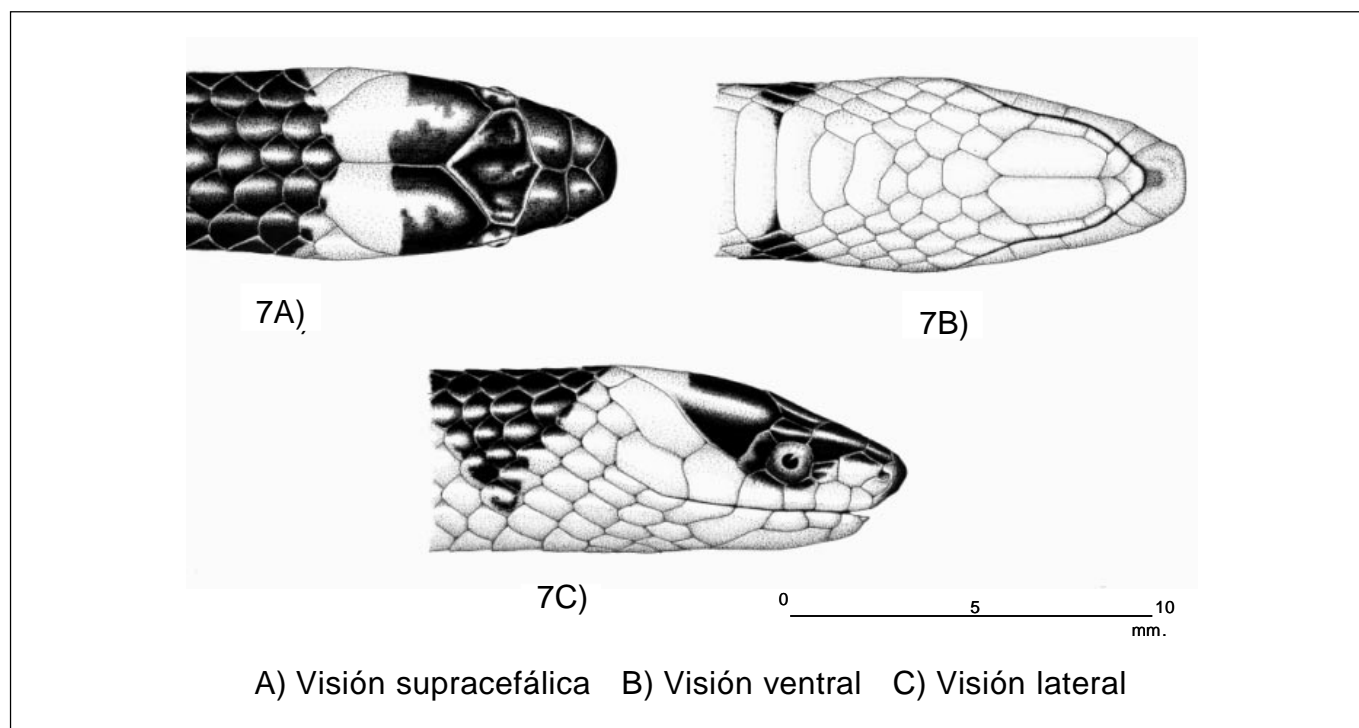 7A)
7B)
7C)
0 5 10
mm.
A) Visión supracefálica B) Visión ventral C) Visión lateral